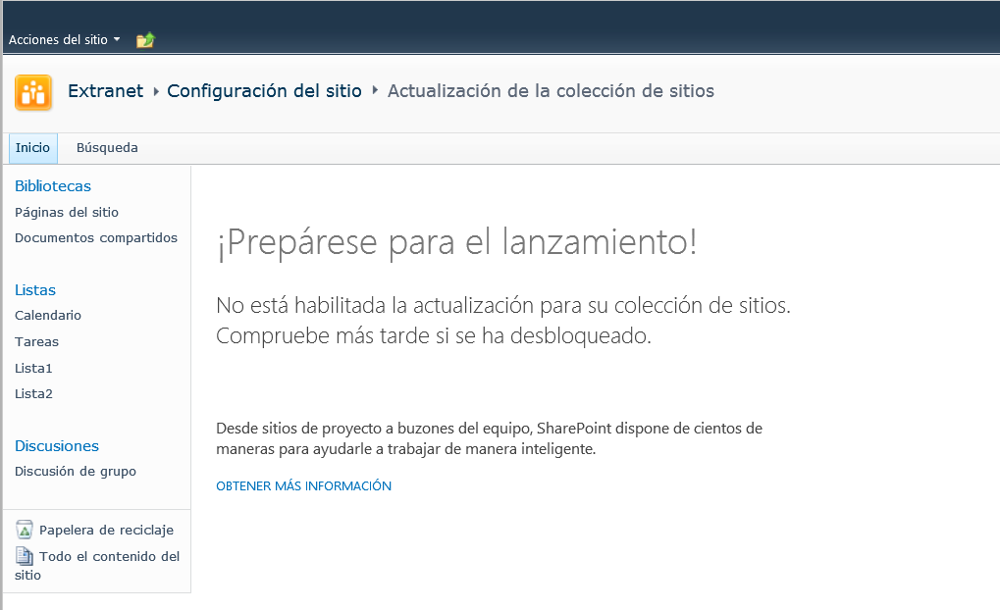 Acciones del sitio
Extranet Configuración del sitio Actualización de la colección de sitios
Inicio Búsqueda
Bibliotecas
Páginas del sitio
Documentos compartidos
Listas
Calendario
Tareas
Lista1
Lista2
Discusiones
Discusión de grupo
Papelera de reciclaje
Todo el contenido del
sitio
¡Prepárese para el lanzamiento!
No está habilitada la actualización para su colección de sitios.
Compruebe más tarde si se ha desbloqueado.
Desde sitios de proyecto a buzones del equipo, SharePoint dispone de cientos de
maneras para ayudarle a trabajar de manera inteligente.
OBTENER MÁS INFORMACIÓN